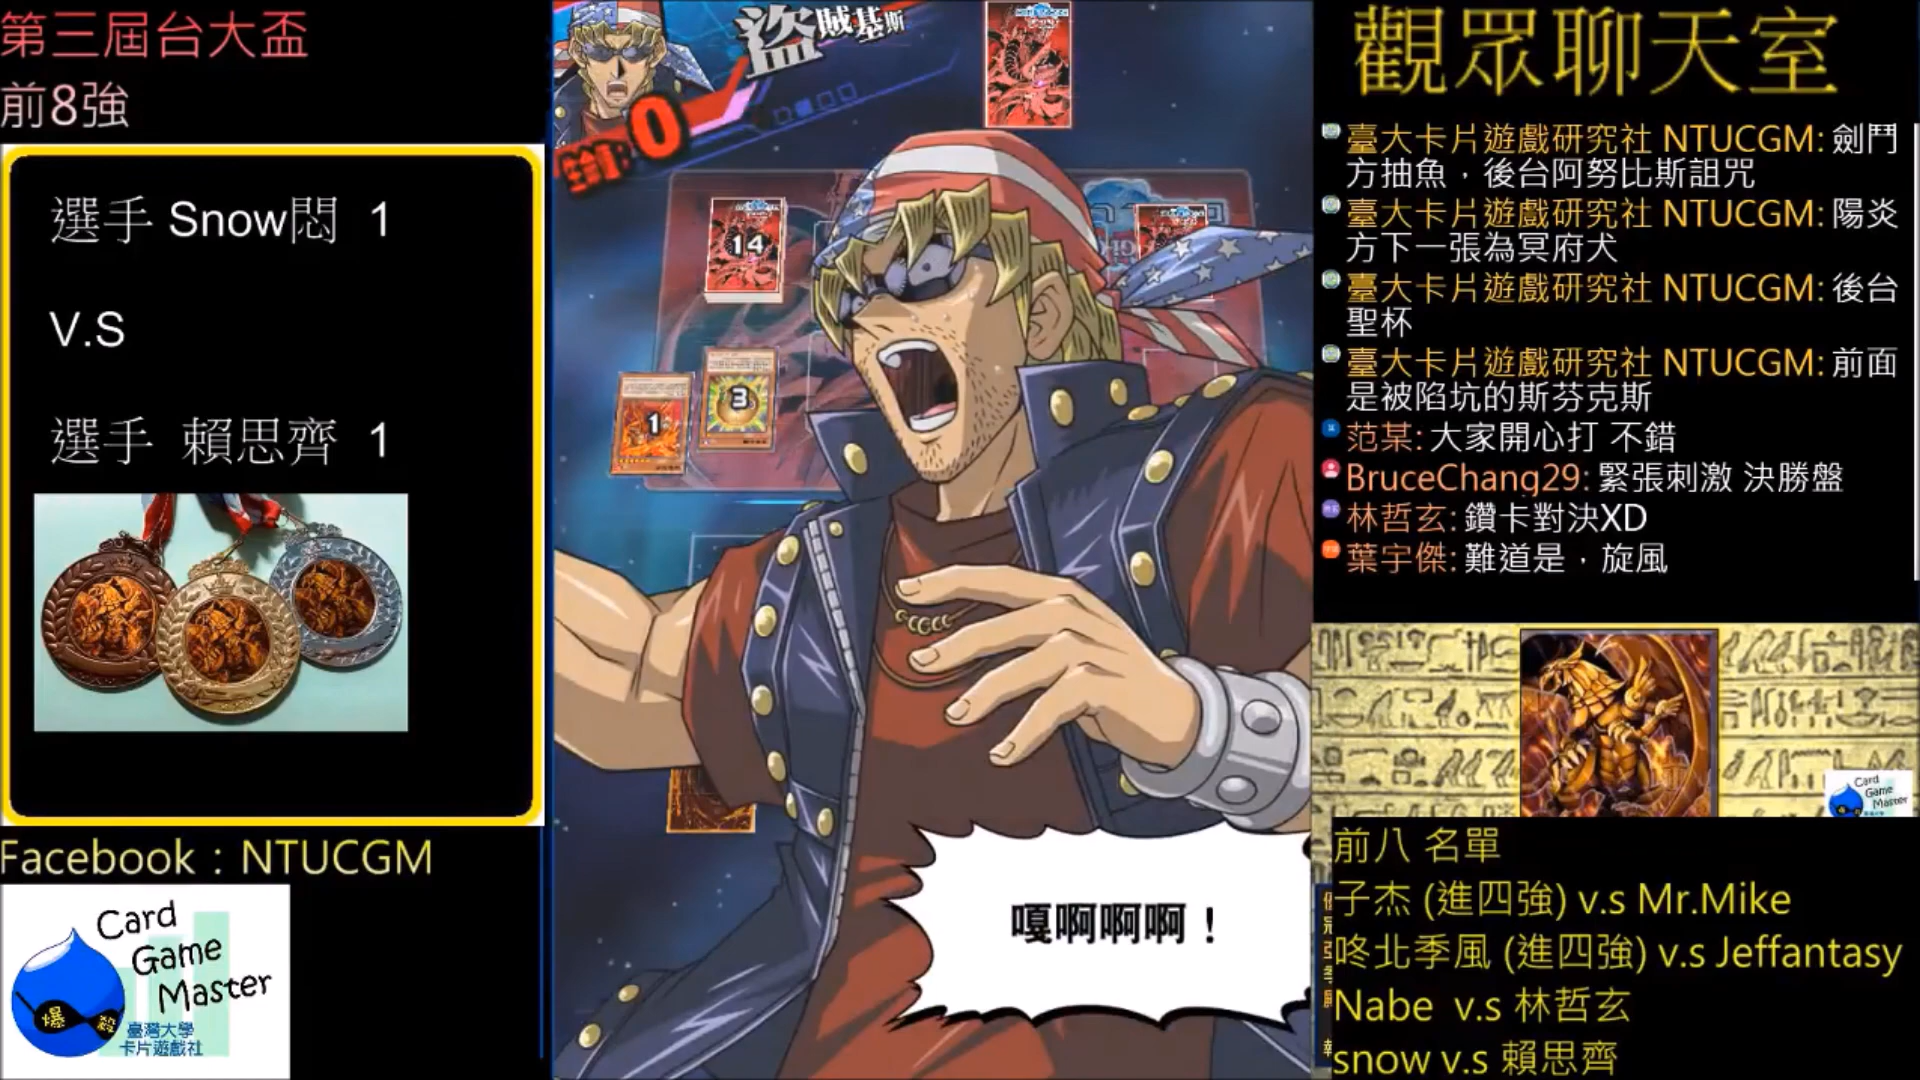 第三屆台大盃
前8強
選手 Snow悶 1
V.S
選手 賴思齊 1
Facebook：NTUCGM
Card
Game
Master
爆 殺
臺灣大學
卡片遊戲社
盜賊基斯
0
14
3
1
嘎啊啊啊！
觀眾聊天室
臺大卡片遊戲研究社 NTUCGM: 劍鬥
方抽魚，後台阿努比斯詛咒
臺大卡片遊戲研究社 NTUCGM: 陽炎
方下一張為冥府犬
臺大卡片遊戲研究社 NTUCGM: 後台
聖杯
臺大卡片遊戲研究社 NTUCGM: 前面
是被陷坑的斯芬克斯
范某: 大家開心打 不錯
BruceChang29: 緊張刺激 決勝盤
林哲玄: 鑽卡對決XD
葉宇傑: 難道是，旋風
Card
Game
Master
前八 名單
子杰 (進四強) v.s Mr.Mike
咚北季風 (進四強) v.s Jeffantasy
Nabe v.s 林哲玄
snow v.s 賴思齊